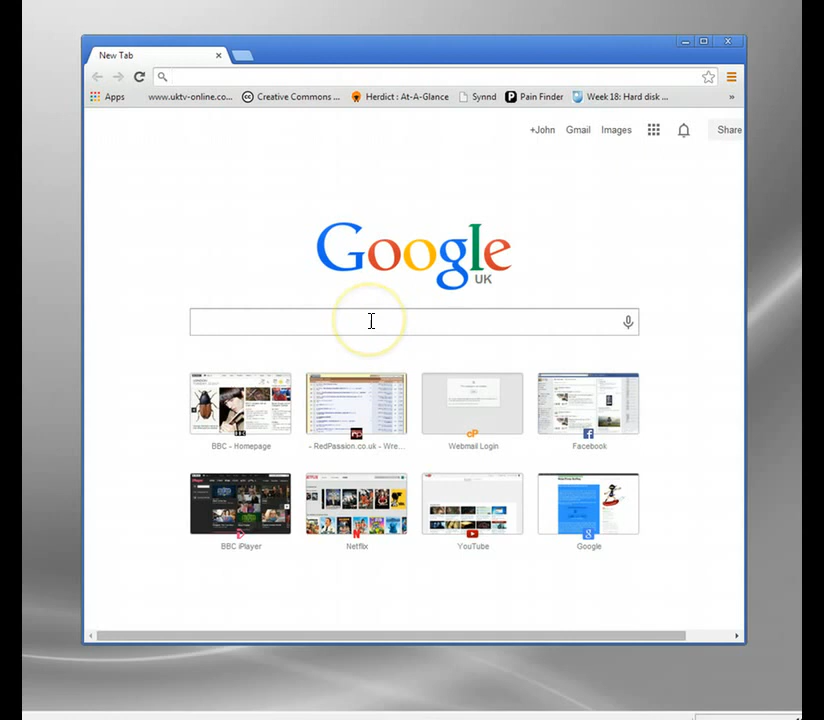 New Tab
Apps www.uktv-online.co... Creative Commons ... Herdict : At-A-Glance Synnd Pain Finder Week 18: Hard disk ... »
+John Gmail Images Share
Google
UK
BBC - Homepage - RedPassion.co.uk - Wre... Webmail Login Facebook
BBC iPlayer Netflix YouTube Google